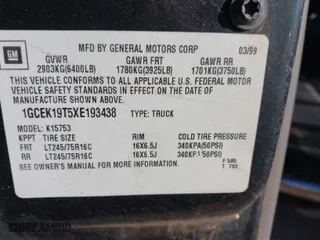 GM
MFD BY GENERAL MOTORS CORP 03/99
GVWR GAWR FRT GAWR RR
2903KG(6400LB) 1780KG(3925LB) 1701KG(3750LB)
THIS VEHICLE CONFORMS TO ALL APPLICABLE U.S. FEDERAL MOTOR
VEHICLE SAFETY STANDARDS IN EFFECT ON THE DATE OF
MANUFACTURE SHOWN ABOVE.
1GCEK19T5XE193438 TYPE: TRUCK
MODEL: K15753
KPPT TIRE SIZE RIM COLD TIRE PRESSURE
FRT LT245/75R16C 16X6.5J 340KPA(50PSI)
RR LT245/75R16C 16X6.5J 340KPA(50PSI)
SEE OWNER'S MANUAL FOR MORE INFORMATION.